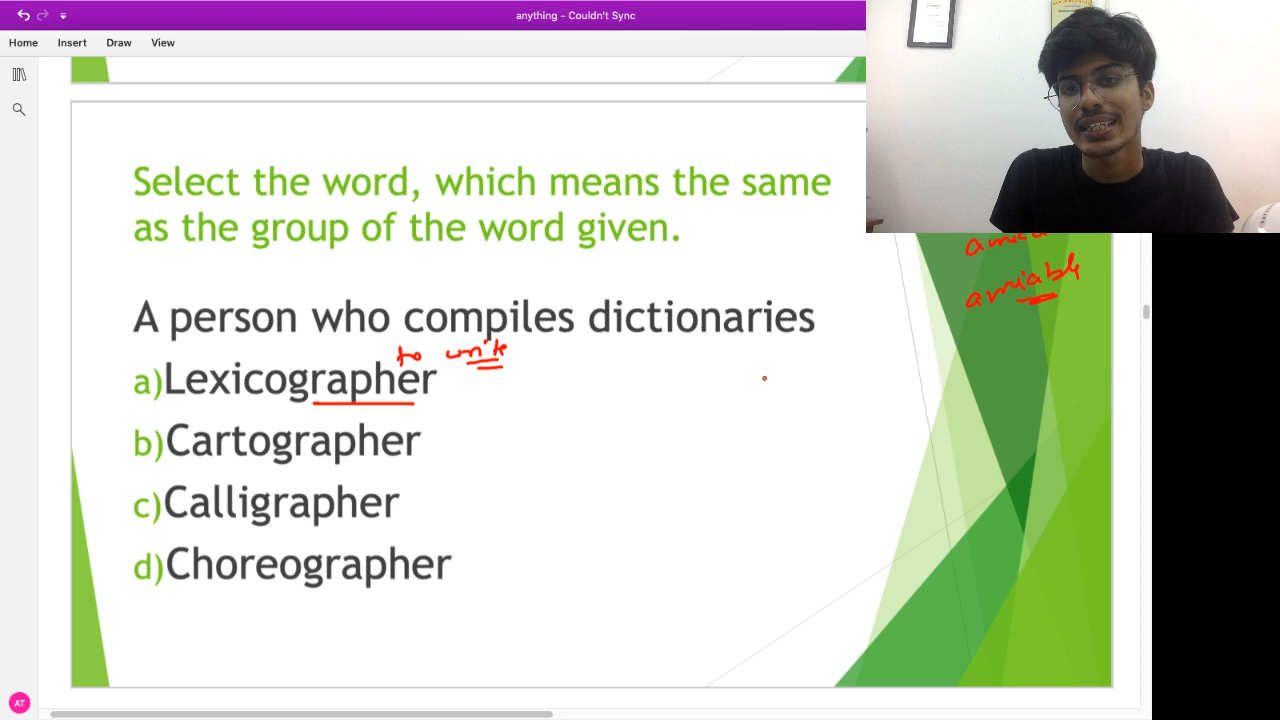 anything - Couldn't Sync
Home Insert Draw View
Select the word, which means the same
as the group of the word given.
A person who compiles dictionaries
to write
a)Lexicographer
b)Cartographer
c)Calligrapher
d)Choreographer
amiable
AT